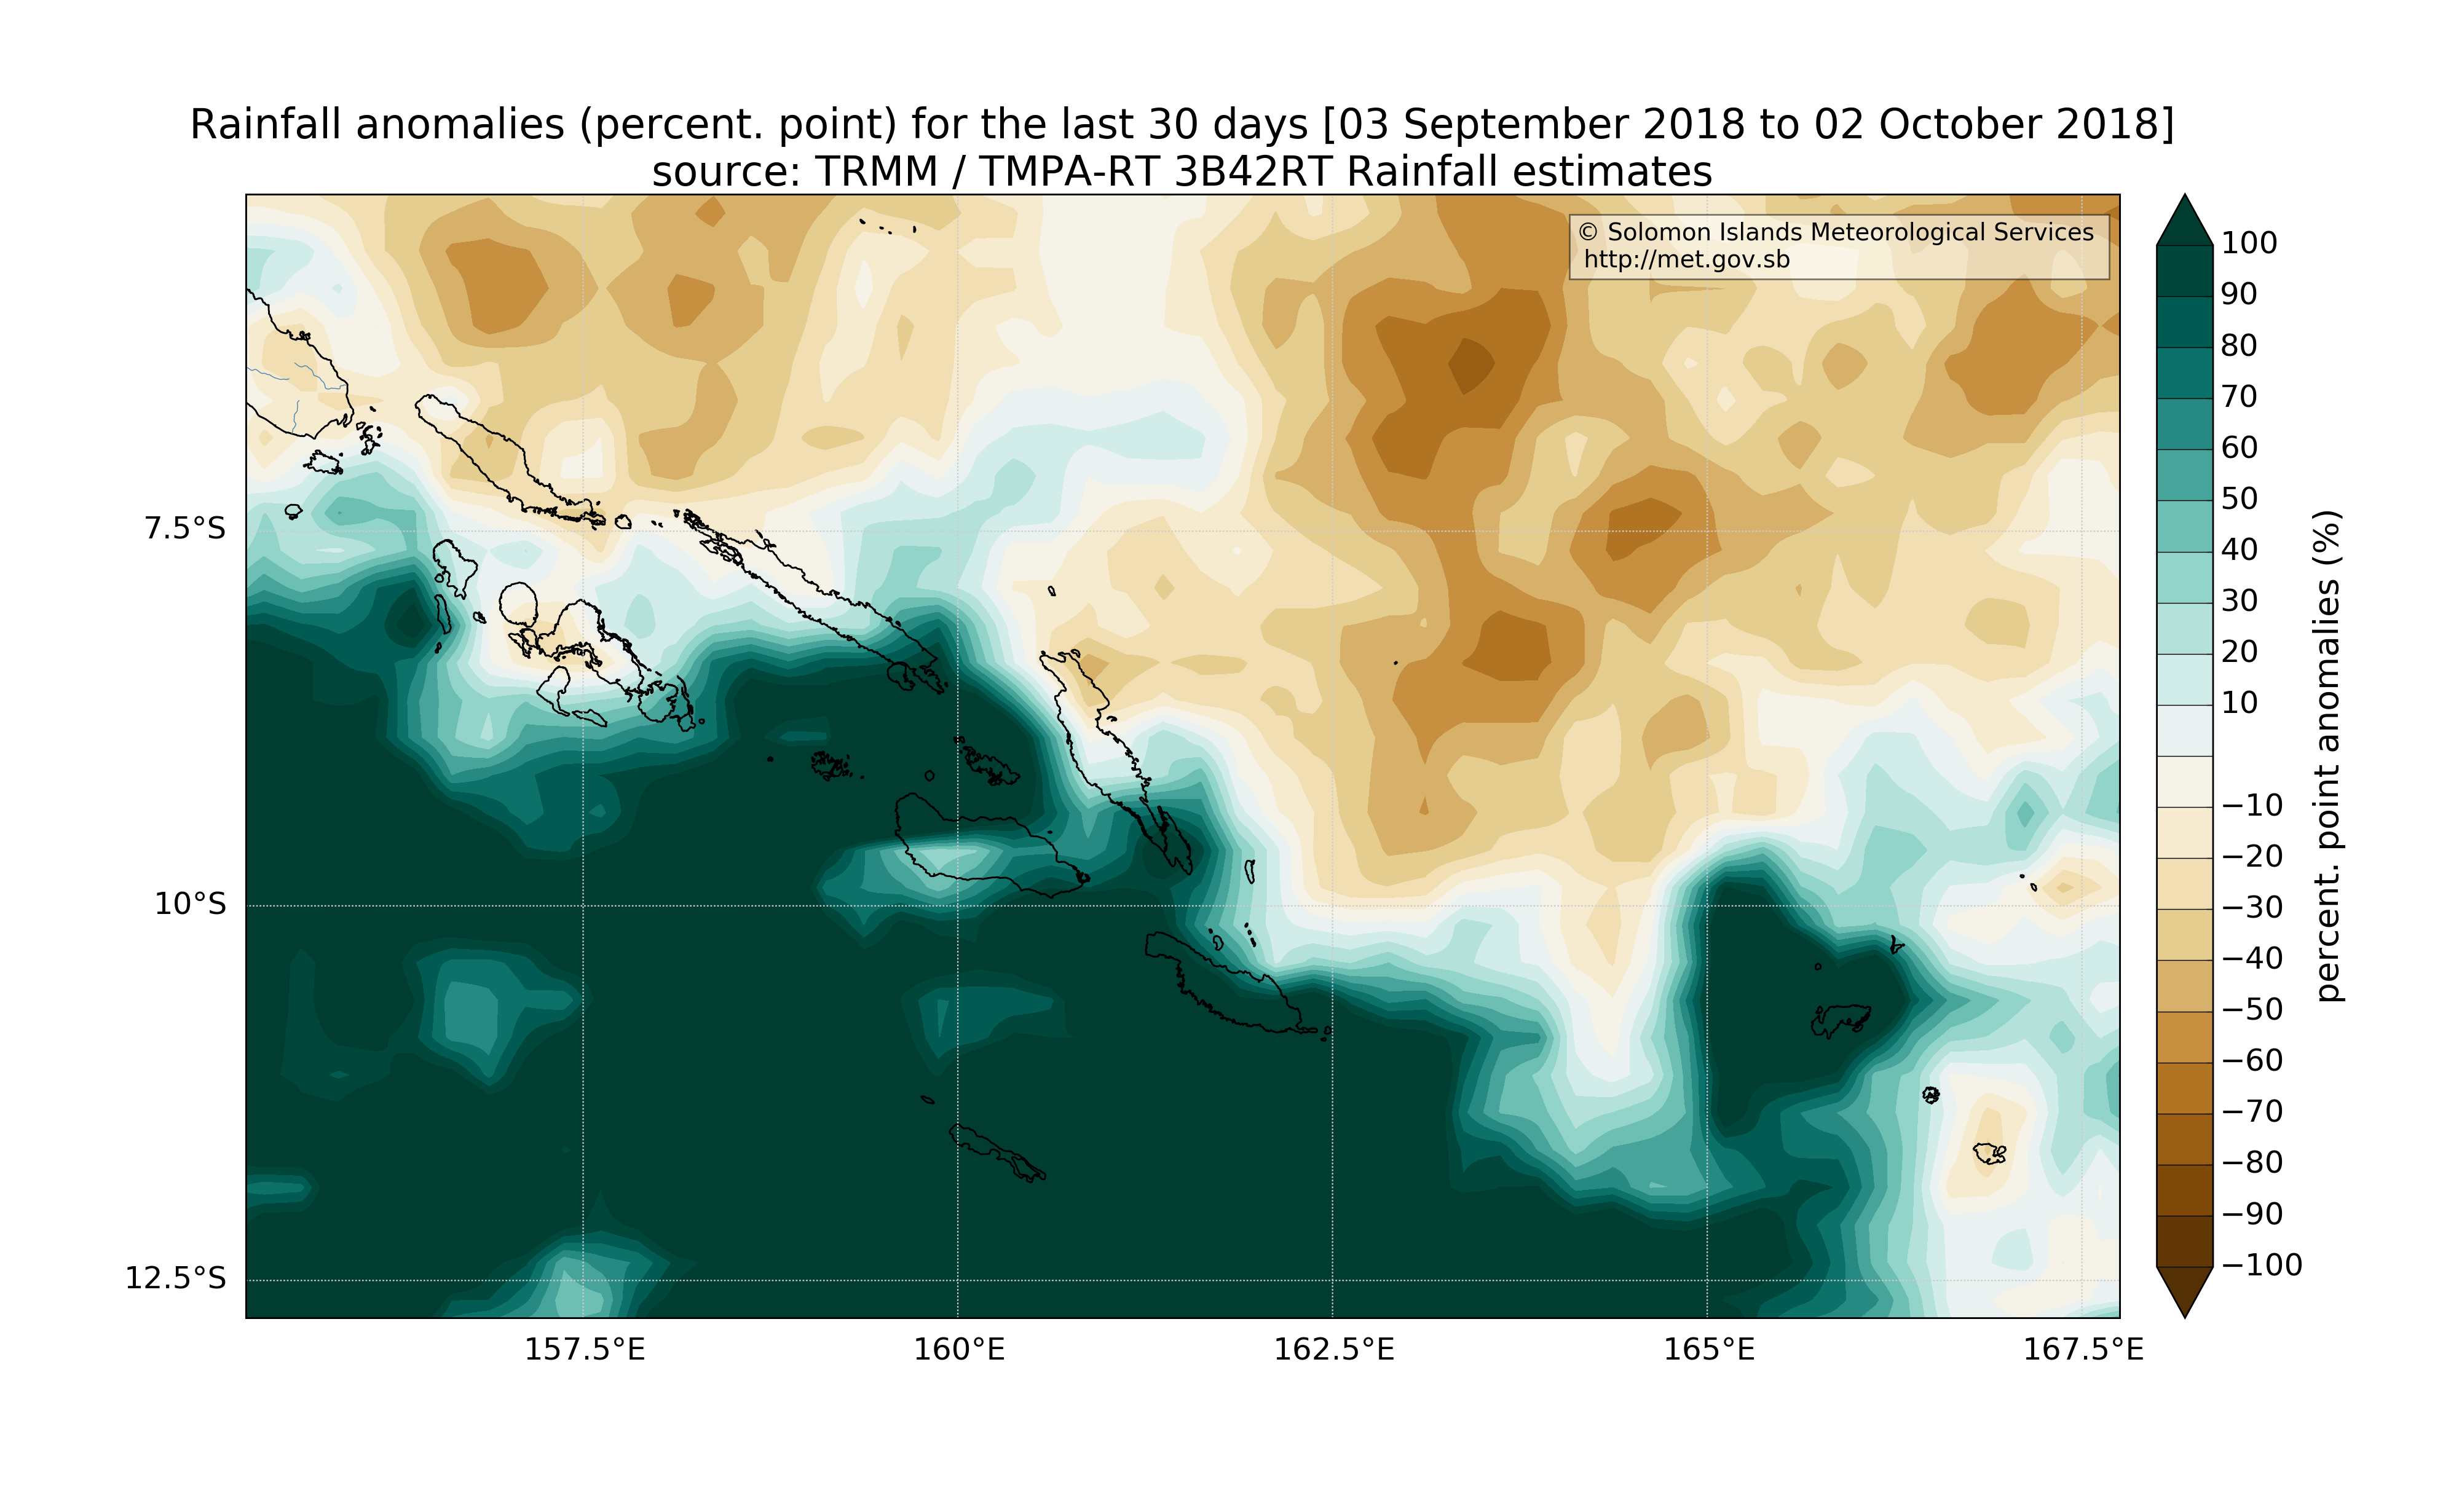 Rainfall anomalies (percent. point) for the last 30 days [03 September 2018 to 02 October 2018]
source: TRMM / TMPA-RT 3B42RT Rainfall estimates
© Solomon Islands Meteorological Services
http://met.gov.sb
7.5°S
10°S
12.5°S
157.5°E
160°E
162.5°E
165°E
167.5°E
100
90
80
70
60
50
40
30
20
10
−10
−20
−30
−40
−50
−60
−70
−80
−90
−100
percent. point anomalies (%)